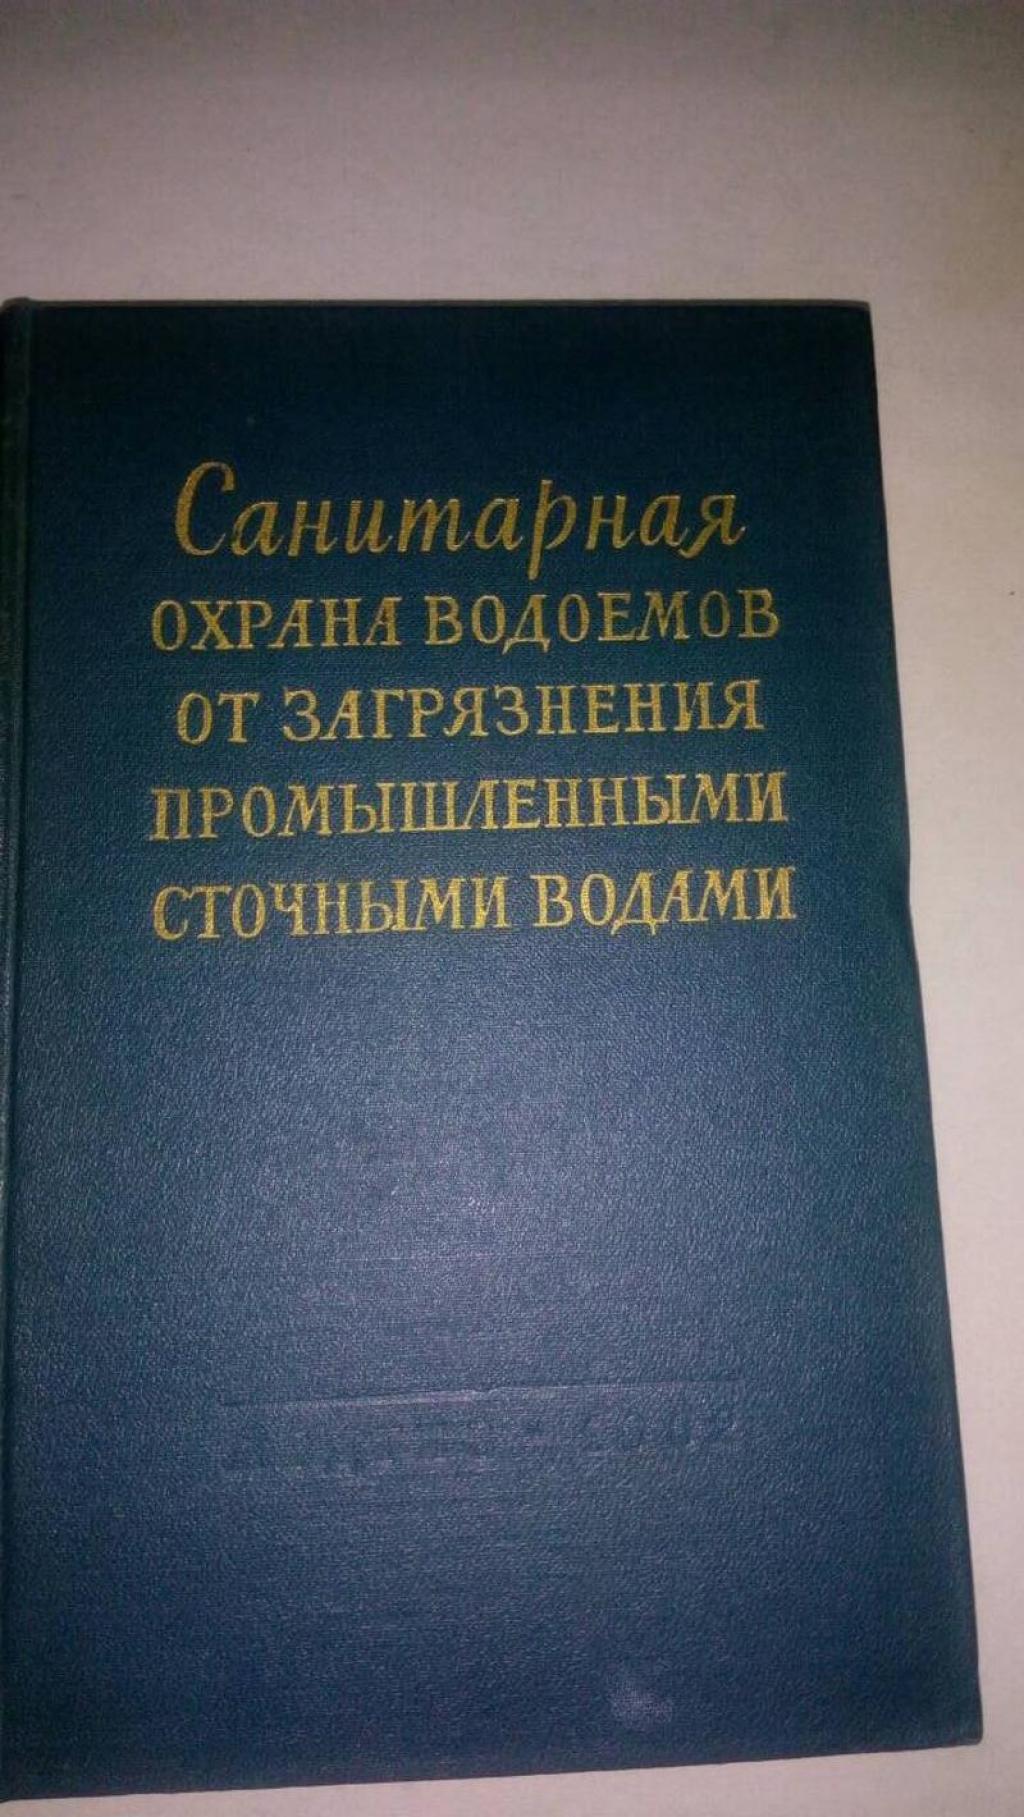 Санитарная
ОХРАНА ВОДОЕМОВ
ОТ ЗАГРЯЗНЕНИЯ
ПРОМЫШЛЕННЫМИ
СТОЧНЫМИ ВОДАМИ